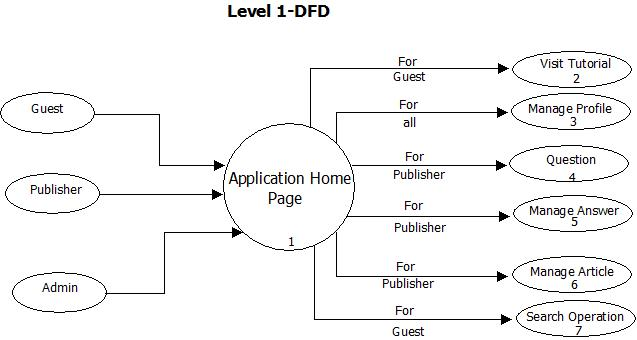 Level 1-DFD
Guest
Publisher
Admin
Application Home
Page
1
For
Guest
For
all
For
Publisher
For
Publisher
For
Publisher
For
Guest
Visit Tutorial
2
Manage Profile
3
Question
4
Manage Answer
5
Manage Article
6
Search Operation
7